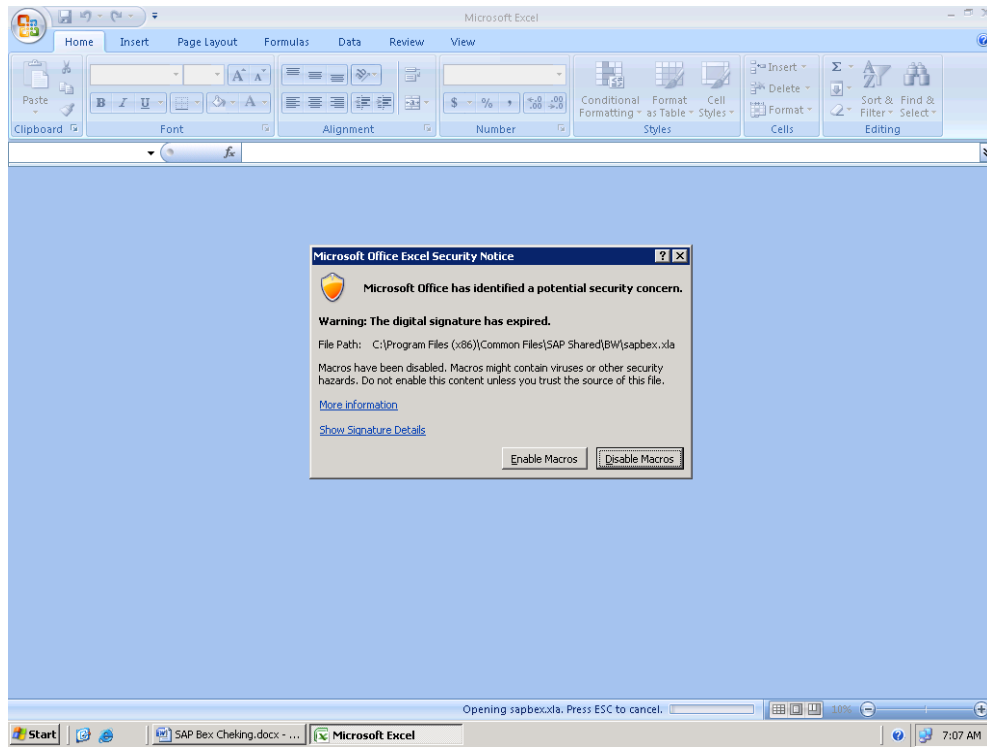 Microsoft Excel
Home Insert Page Layout Formulas Data Review View
Paste
B I U A A A
$ % , .0 .00 .00 .0
Conditional Formatting Format as Table Cell Styles
Insert
Delete
Format
Σ
Sort & Filter Find & Select
Clipboard Font Alignment Number Styles Cells Editing
fx
Microsoft Office Excel Security Notice
Microsoft Office has identified a potential security concern.
Warning: The digital signature has expired.
File Path: C:\Program Files (x86)\Common Files\SAP Shared\BW\sapbex.xla
Macros have been disabled. Macros might contain viruses or other security
hazards. Do not enable this content unless you trust the source of this file.
More information
Show Signature Details
Enable Macros Disable Macros
Opening sapbex.xla. Press ESC to cancel. 10%
Start SAP Bex Cheking.docx - ... Microsoft Excel 7:07 AM